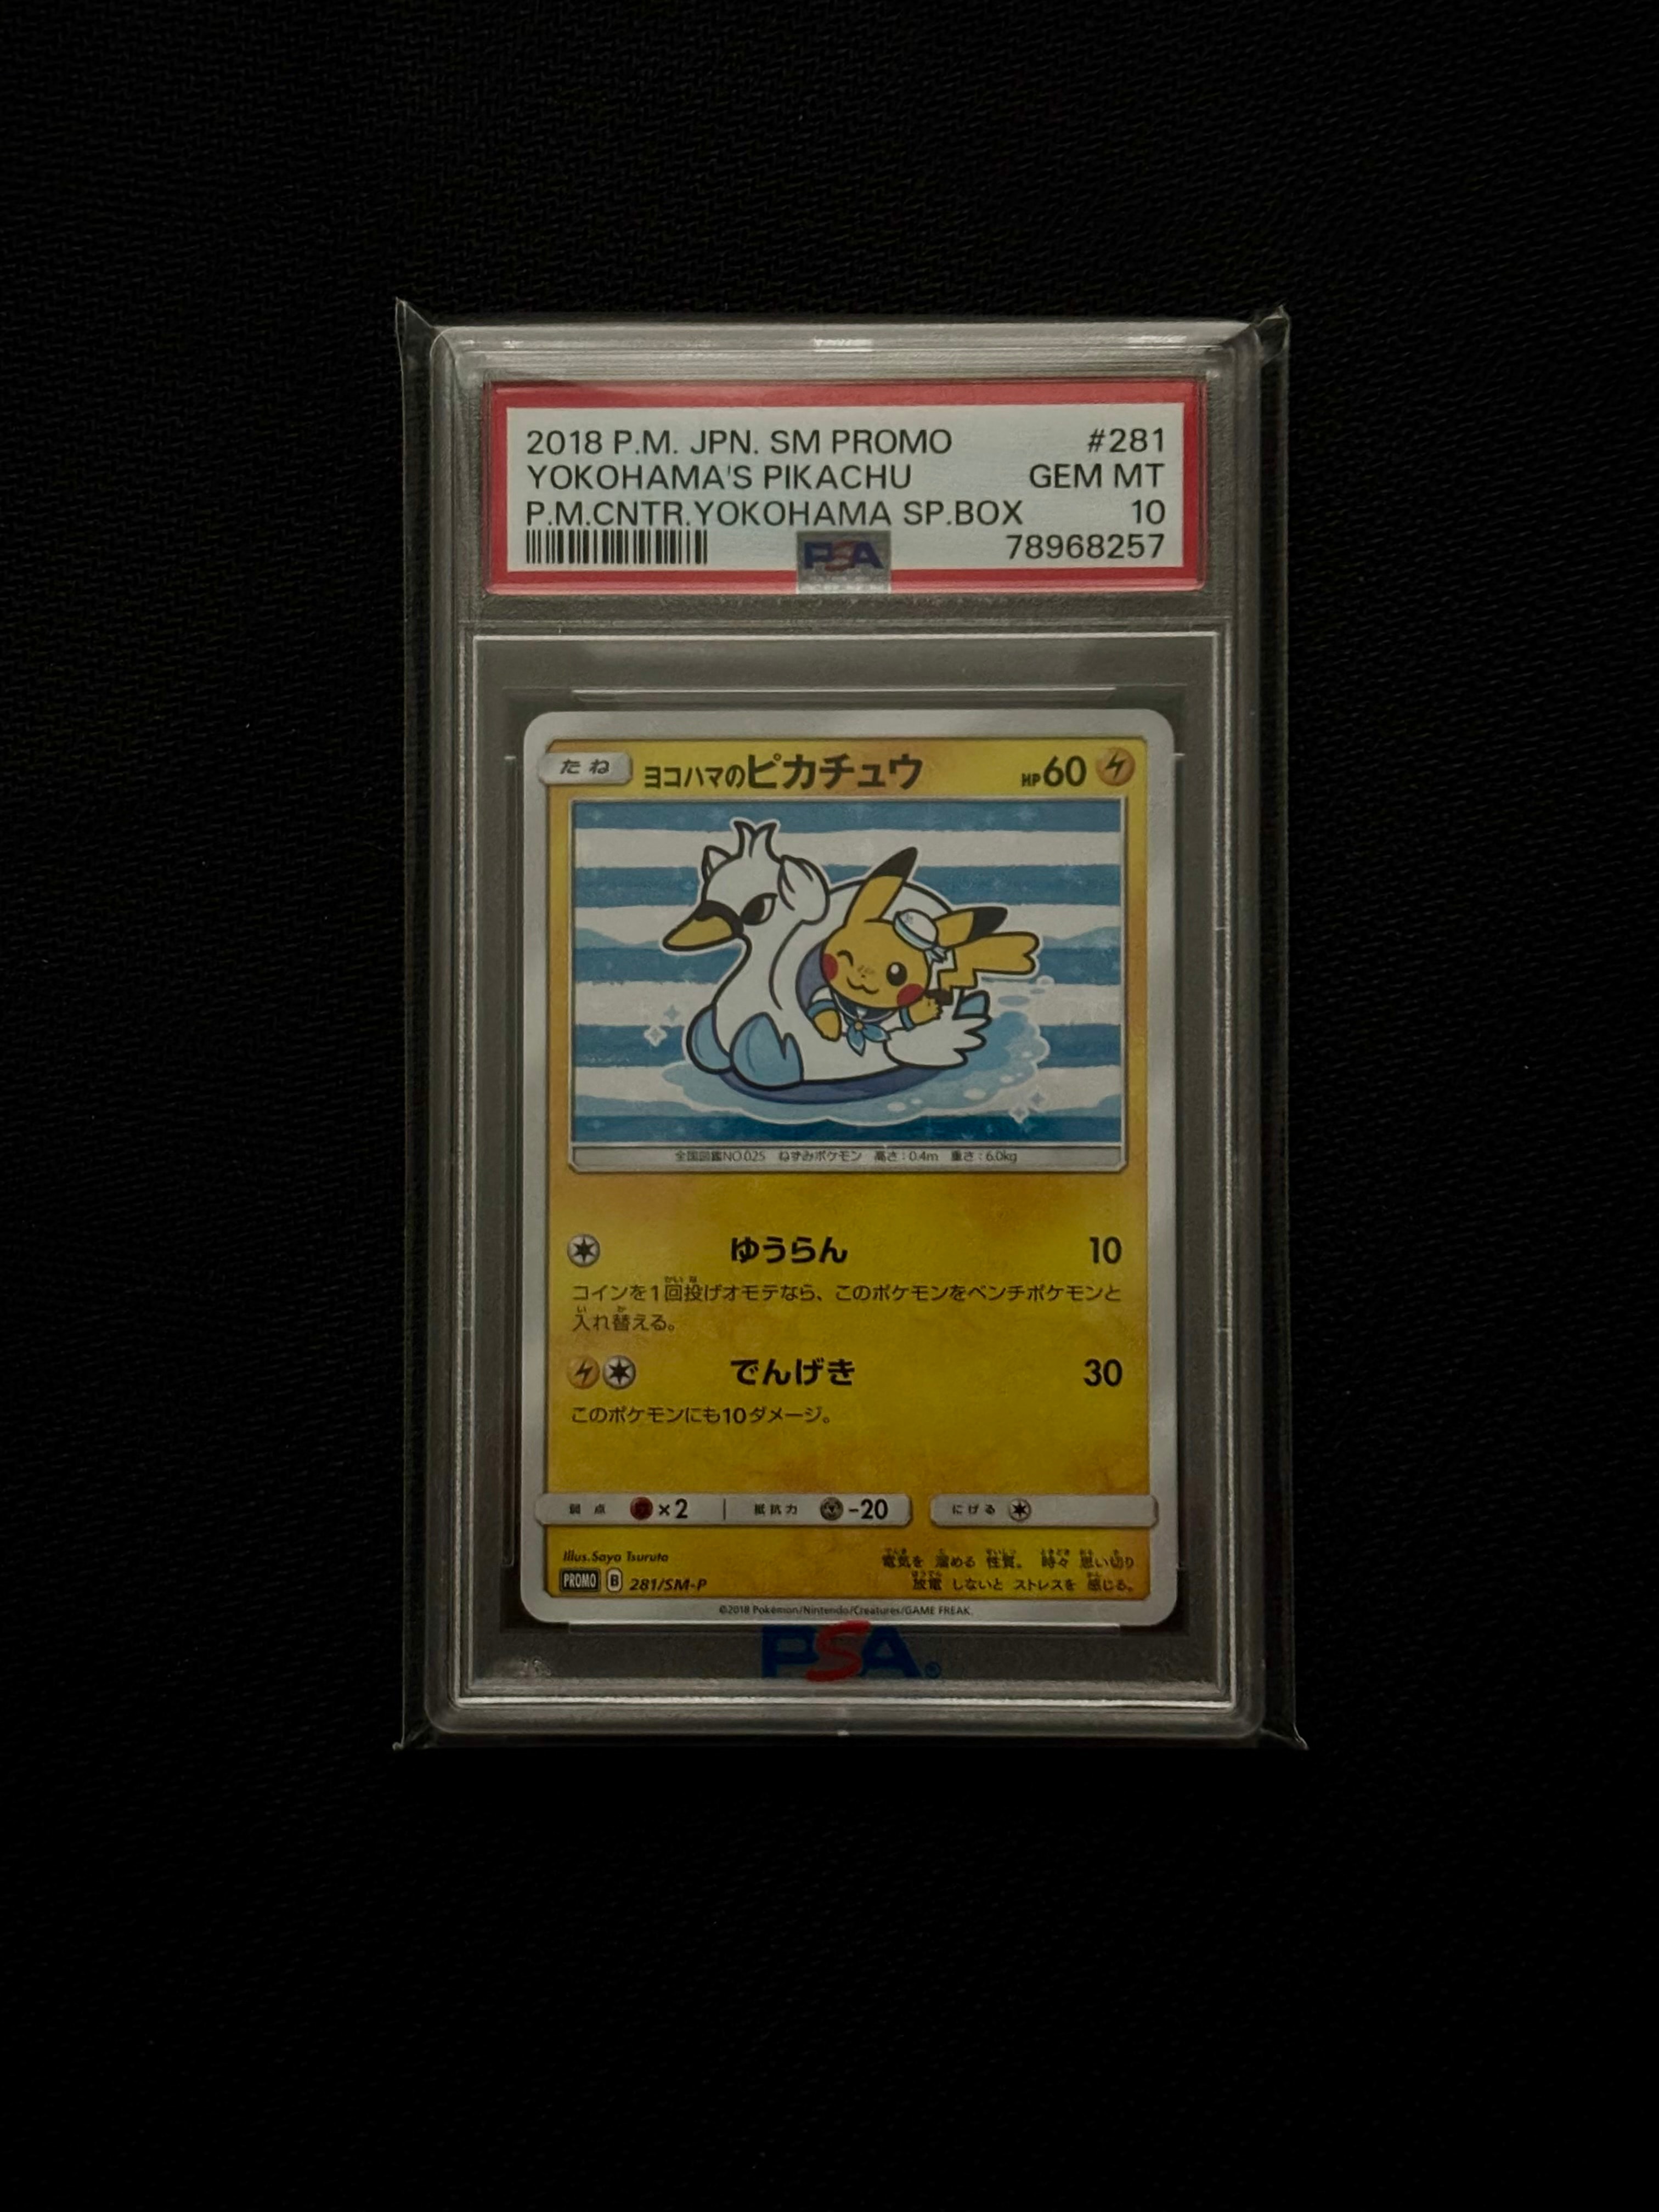 2018 P.M. JPN. SM PROMO #281
YOKOHAMA'S PIKACHU GEM MT
P.M.CNTR.YOKOHAMA SP.BOX 10
PSA 78968257
たね ヨコハマのピカチュウ HP60
全国図鑑NO.025 ねずみポケモン 高さ:0.4m 重さ:6.0kg
ゆうらん 10
コインを1回投げオモテなら、このポケモンをベンチポケモンと
入れ替える。
でんげき 30
このポケモンにも10ダメージ。
弱点 ×2 抵抗力 -20 にげる
Illus.Saya Tsuruta
PROMO B 281/SM-P
電気を 溜める 性質。 時々 思い切り
放電 しないと ストレスを 感じる。
©2018 Pokémon/Nintendo/Creatures/GAME FREAK.
PSA®